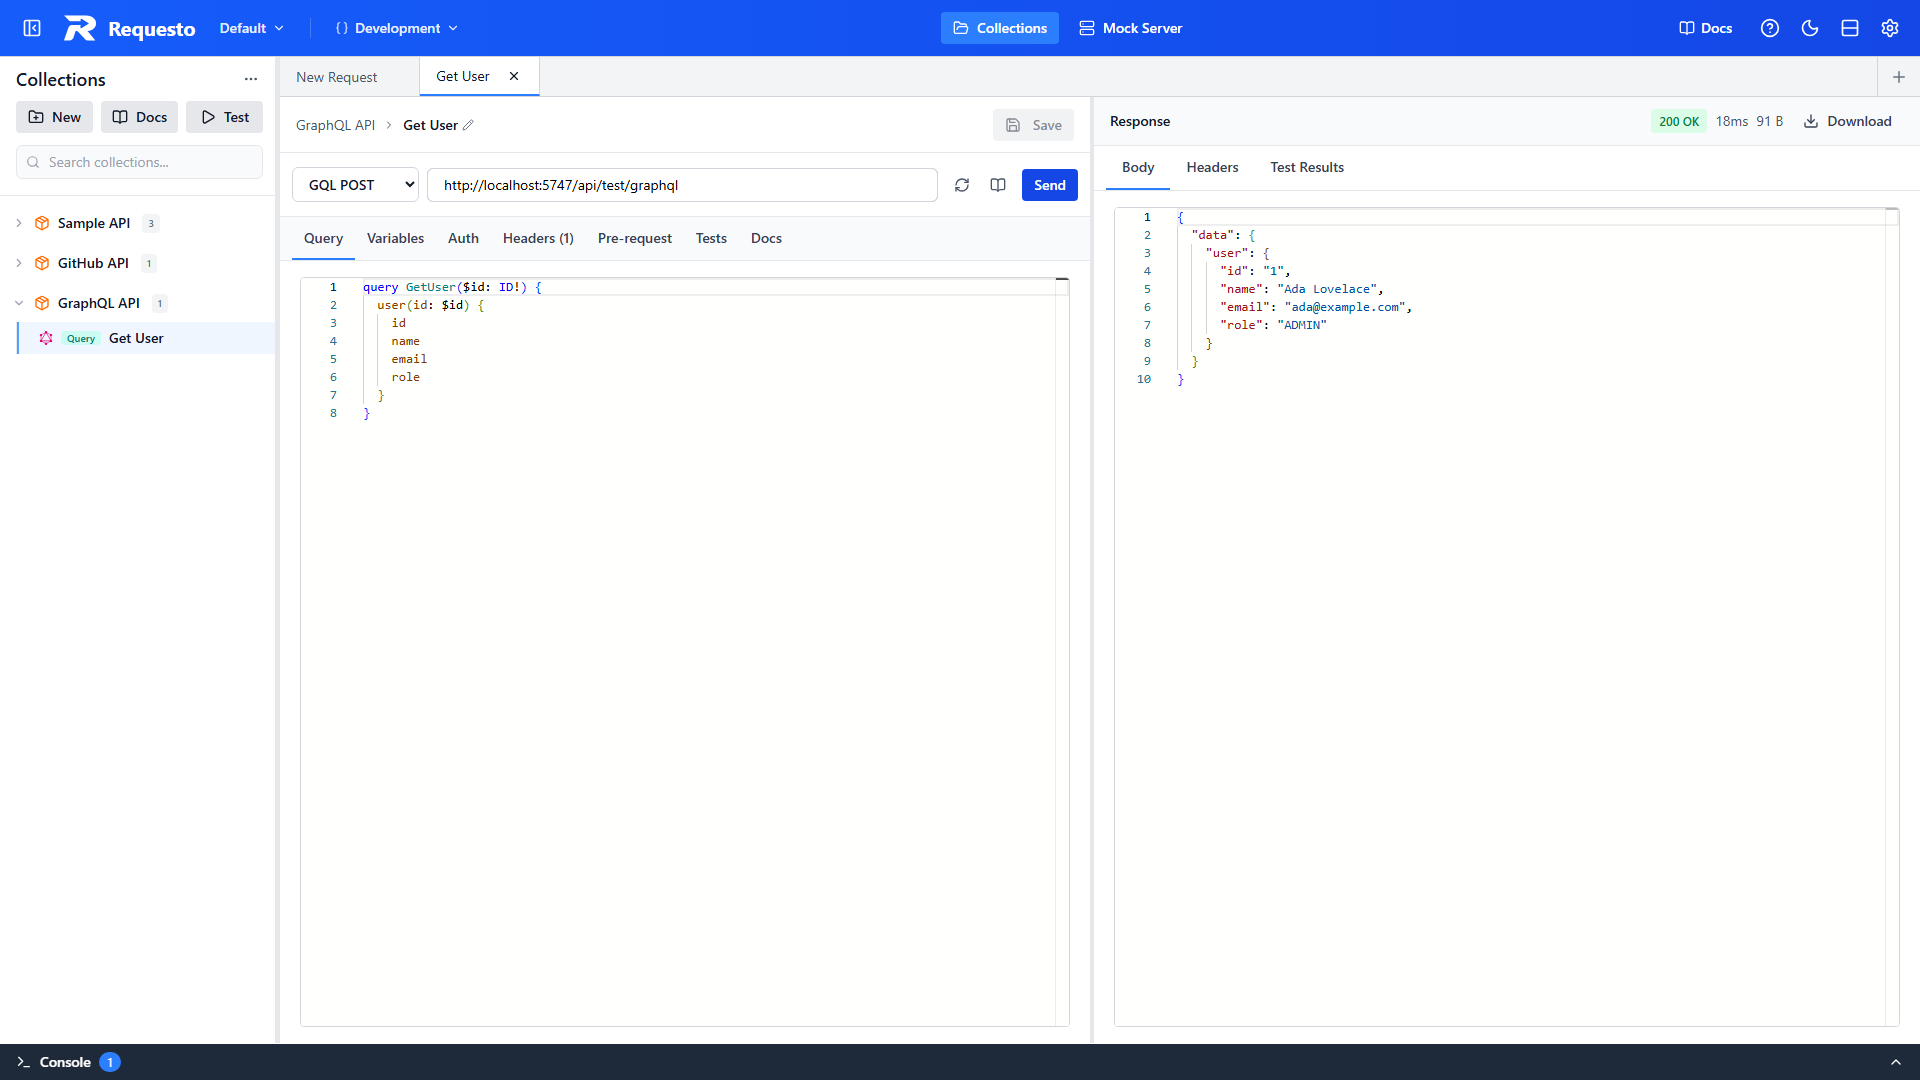 Requesto
Default
{} Development
Collections
Mock Server
Docs
Collections
New
Docs
Test
Search collections...
Sample API 3
GitHub API 1
GraphQL API 1
Query Get User
New Request
Get User
GraphQL API > Get User
Save
GQL POST
http://localhost:5747/api/test/graphql
Send
Query
Variables
Auth
Headers (1)
Pre-request
Tests
Docs
1 query GetUser($id: ID!) {
2 user(id: $id) {
3 id
4 name
5 email
6 role
7 }
8 }
Response
200 OK
18ms
91 B
Download
Body
Headers
Test Results
1 {
2 "data": {
3 "user": {
4 "id": "1",
5 "name": "Ada Lovelace",
6 "email": "ada@example.com",
7 "role": "ADMIN"
8 }
9 }
10 }
Console 1